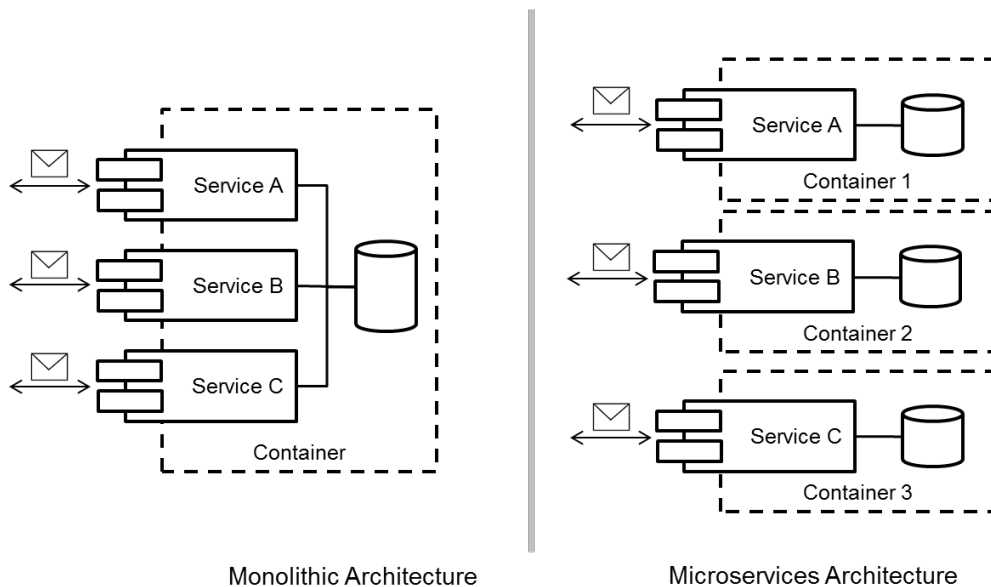 Service A
Service B
Service C
Container
Monolithic Architecture
Service A
Container 1
Service B
Container 2
Service C
Container 3
Microservices Architecture